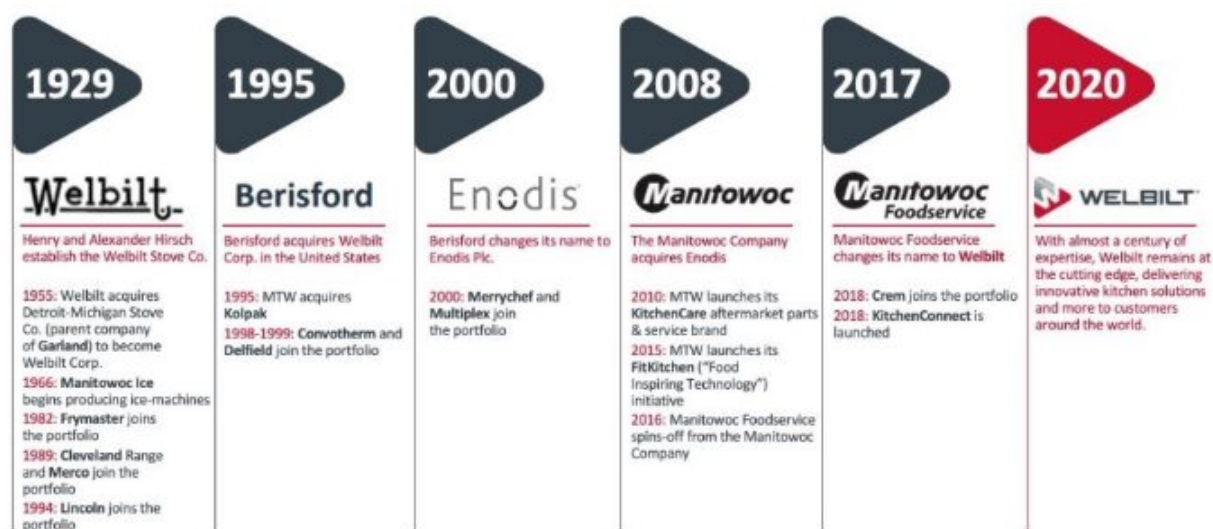 1929
Welbilt
Henry and Alexander Hirsch
establish the Welbilt Stove Co.
1955: Welbilt acquires
Detroit-Michigan Stove
Co. (parent company
of Garland) to become
Welbilt Corp.
1966: Manitowoc Ice
begins producing ice-machines
1982: Frymaster joins
the portfolio
1989: Cleveland Range
and Merco join the
portfolio
1994: Lincoln joins the
portfolio
1995
Berisford
Berisford acquires Welbilt
Corp. in the United States
1995: MTW acquires
Kolpak
1998-1999: Convotherm and
Delfield join the portfolio
2000
Enodis
Berisford changes its name to
Enodis Plc.
2000: Merrychef and
Multiplex join
the portfolio
2008
Manitowoc
The Manitowoc Company
acquires Enodis
2010: MTW launches its
KitchenCare aftermarket parts
& service brand
2015: MTW launches its
FitKitchen ("Food
Inspiring Technology")
initiative
2016: Manitowoc Foodservice
spins-off from the Manitowoc
Company
2017
Manitowoc
Foodservice
Manitowoc Foodservice
changes its name to Welbilt
2018: Crem joins the portfolio
2018: KitchenConnect is
launched
2020
WELBILT
With almost a century of
expertise, Welbilt remains at
the cutting edge, delivering
innovative kitchen solutions
and more to customers
around the world.